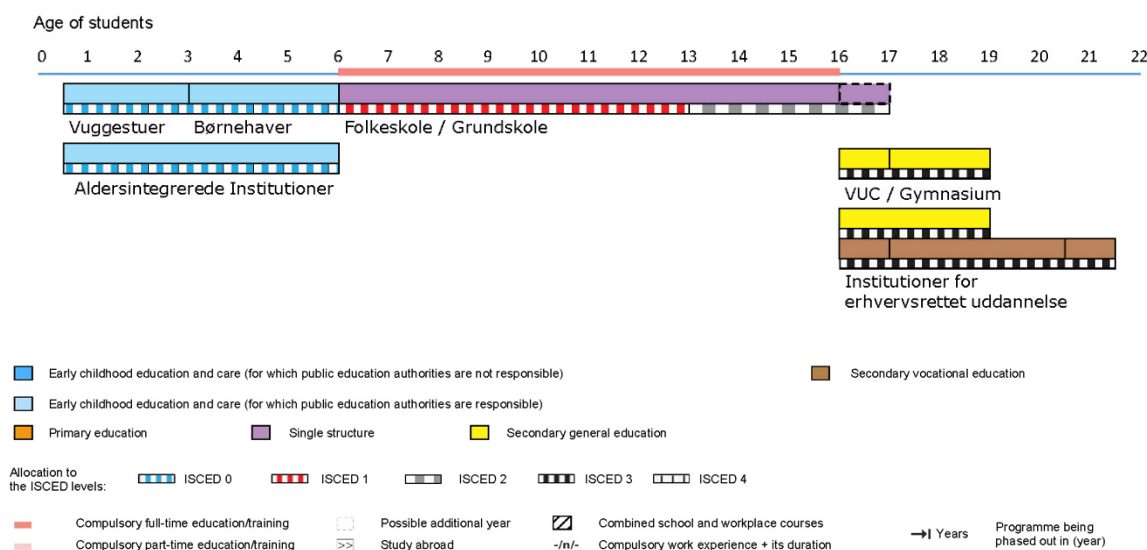 Age of students
0 1 2 3 4 5 6 7 8 9 10 11 12 13 14 15 16 17 18 19 20 21 22
Vuggestuer Børnehaver Folkeskole / Grundskole
Aldersintegrerede Institutioner
VUC / Gymnasium
Institutioner for
erhvervsrettet uddannelse
Early childhood education and care (for which public education authorities are not responsible) Secondary vocational education
Early childhood education and care (for which public education authorities are responsible)
Primary education Single structure Secondary general education
Allocation to
the ISCED levels: ISCED 0 ISCED 1 ISCED 2 ISCED 3 ISCED 4
Compulsory full-time education/training Possible additional year Combined school and workplace courses Years Programme being
phased out in (year)
Compulsory part-time education/training >> Study abroad -/n/- Compulsory work experience + its duration